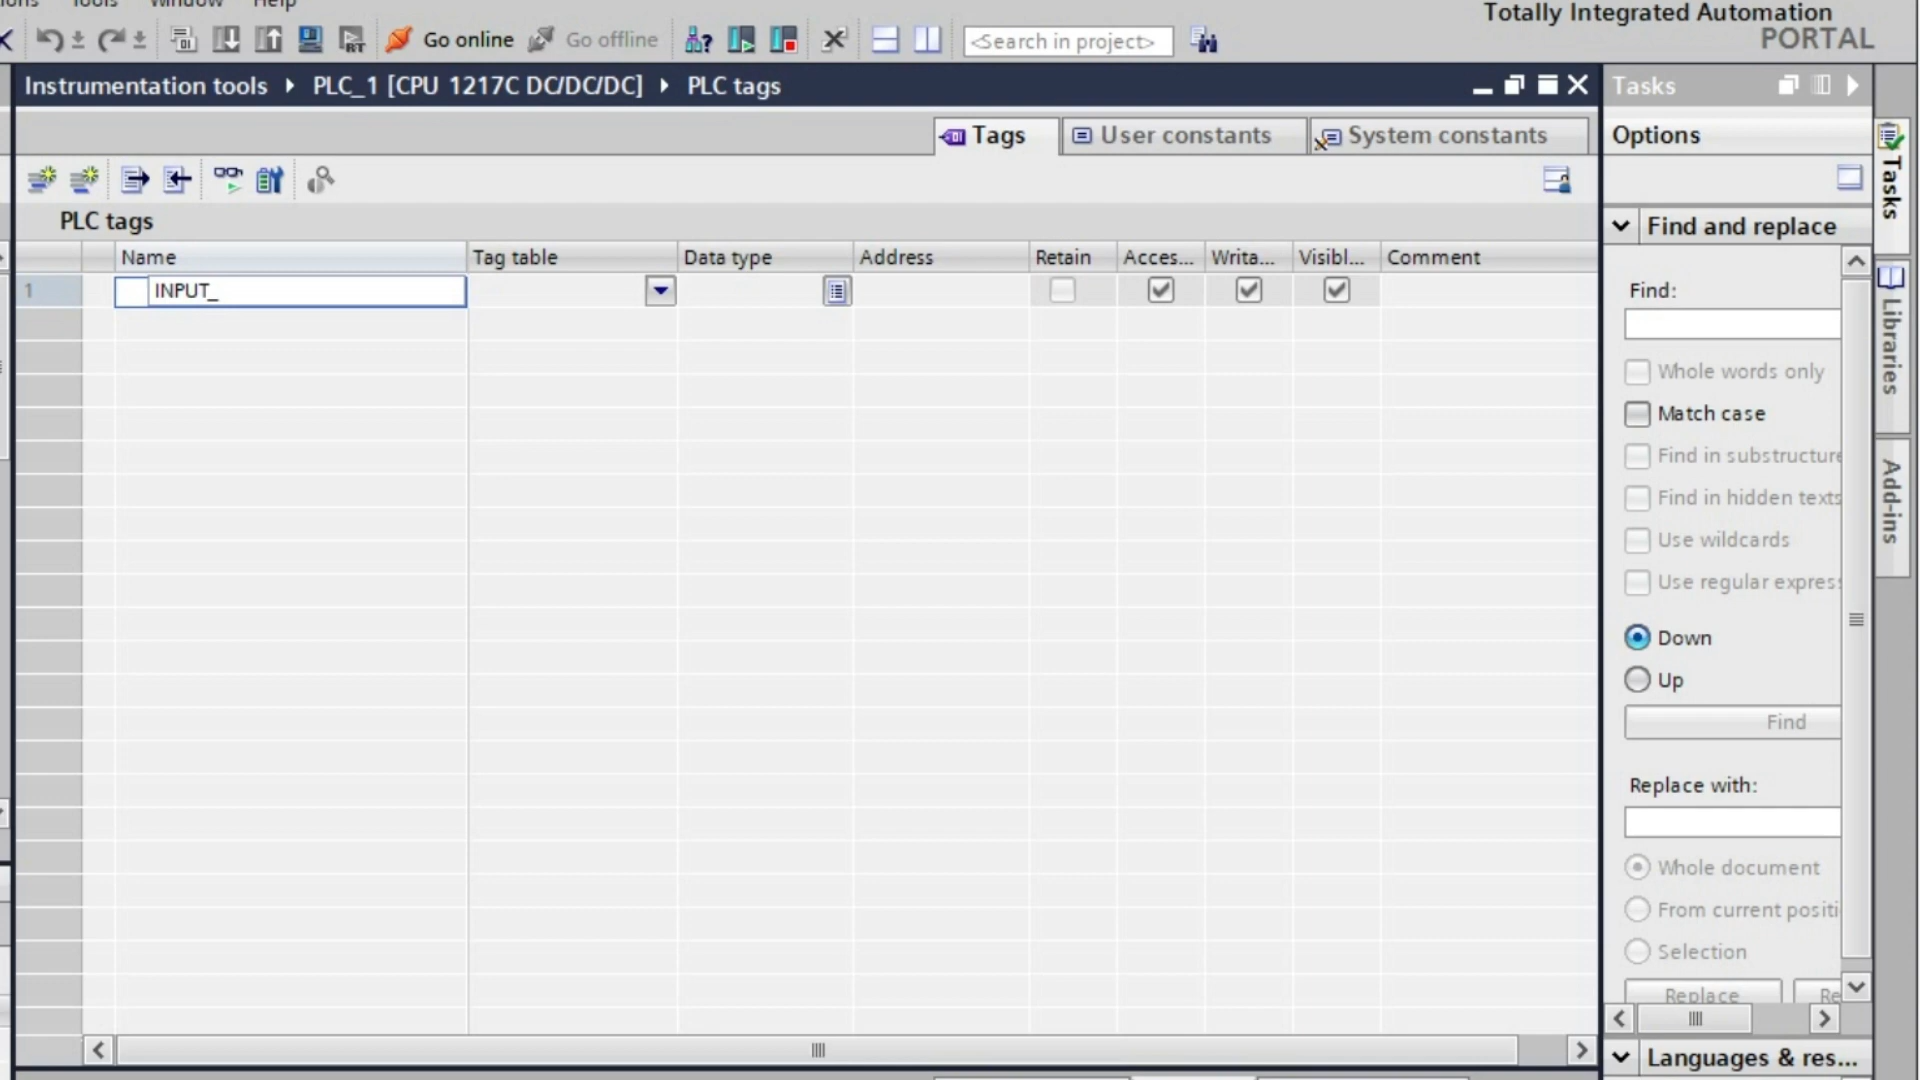 Tools Window Help
Totally Integrated Automation
PORTAL
Go online Go offline <Search in project>
Instrumentation tools PLC_1 [CPU 1217C DC/DC/DC] PLC tags
Tasks
Tags User constants System constants
Options
PLC tags
Find and replace
Name Tag table Data type Address Retain Acces... Writa... Visibl... Comment
1 INPUT_
Find:
Whole words only
Match case
Find in substructure
Find in hidden texts
Use wildcards
Use regular express
Down
Up
Find
Replace with:
Whole document
From current positi
Selection
Replace Re
Languages & res...
Tasks
Libraries
Add-ins